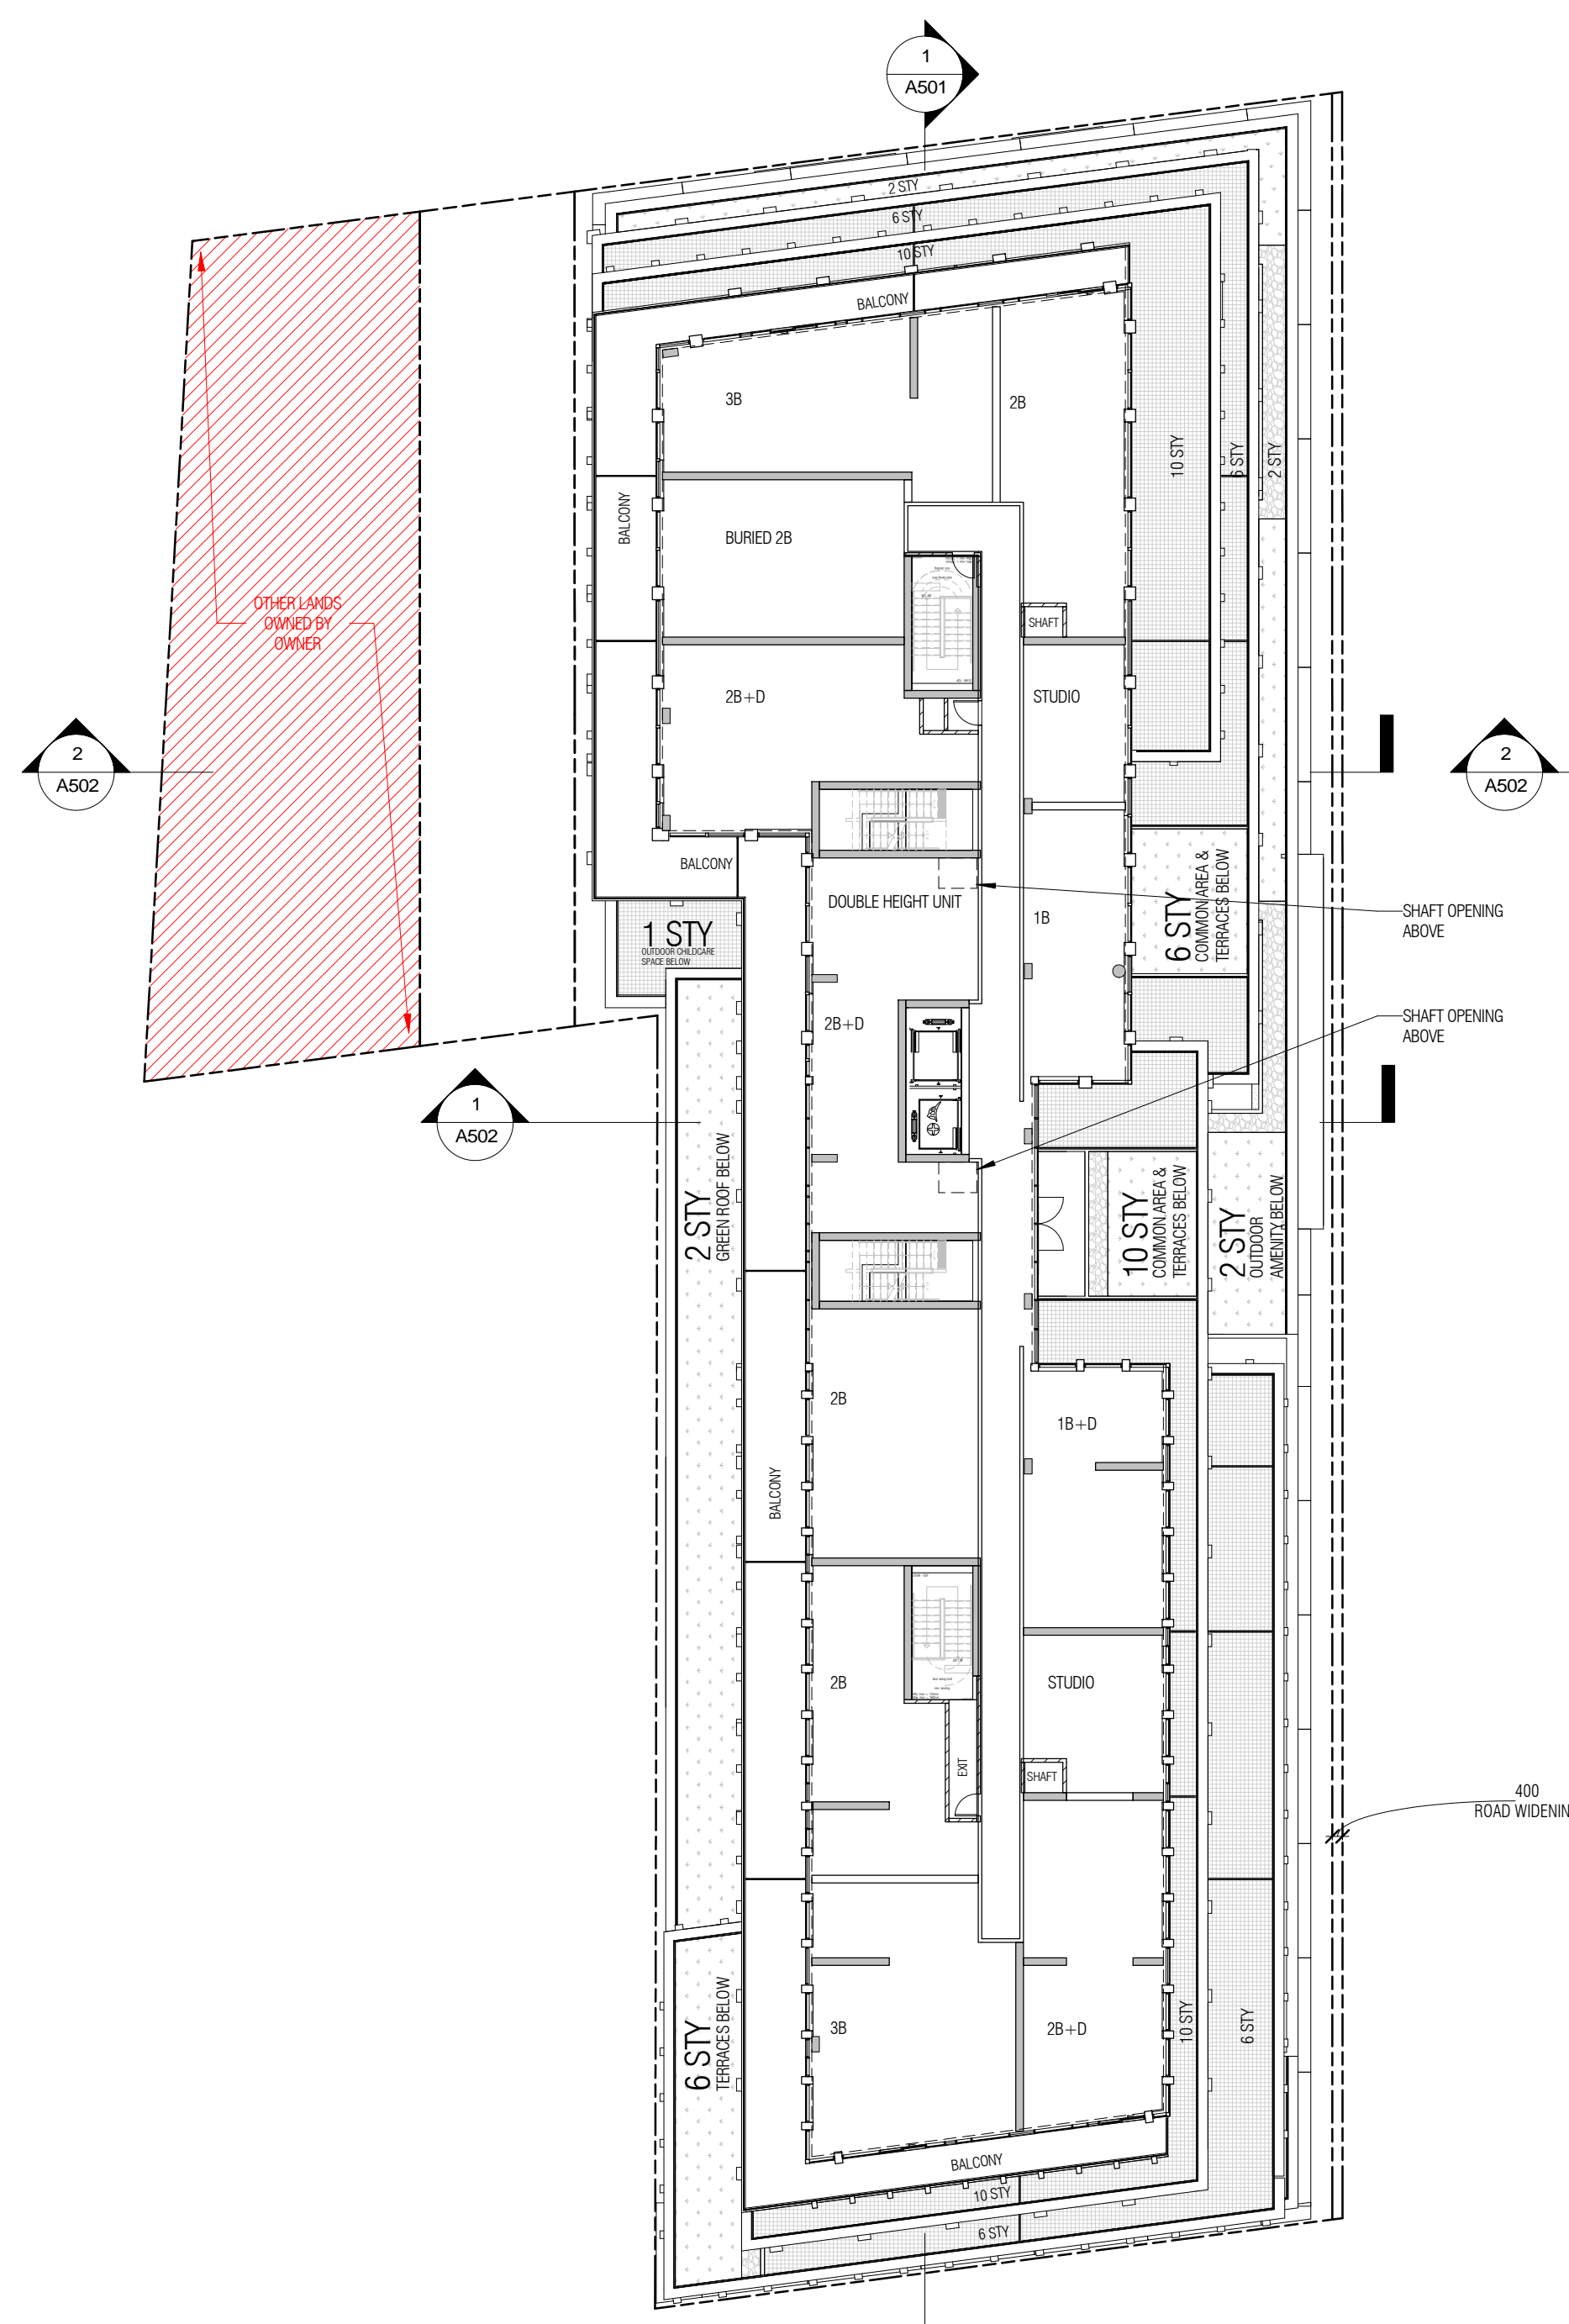 1
A501
2 STY
6 STY
10 STY
BALCONY
3B
2B
10 STY
6 STY
2 STY
BALCONY
BURIED 2B
OTHER LANDS
OWNED BY
OWNER
SHAFT
2B+D
STUDIO
2
A502
2
A502
BALCONY
DOUBLE HEIGHT UNIT
1B
6 STY
COMMON AREA &
TERRACES BELOW
SHAFT OPENING
ABOVE
1 STY
OUTDOOR CHILDCARE
SPACE BELOW
2B+D
SHAFT OPENING
ABOVE
1
A502
2 STY
GREEN ROOF BELOW
10 STY
COMMON AREA &
TERRACES BELOW
2 STY
OUTDOOR
AMENITY BELOW
2B
1B+D
BALCONY
2B
STUDIO
EXIT
SHAFT
400
ROAD WIDENIN
6 STY
TERRACES BELOW
3B
2B+D
10 STY
6 STY
BALCONY
10 STY
6 STY